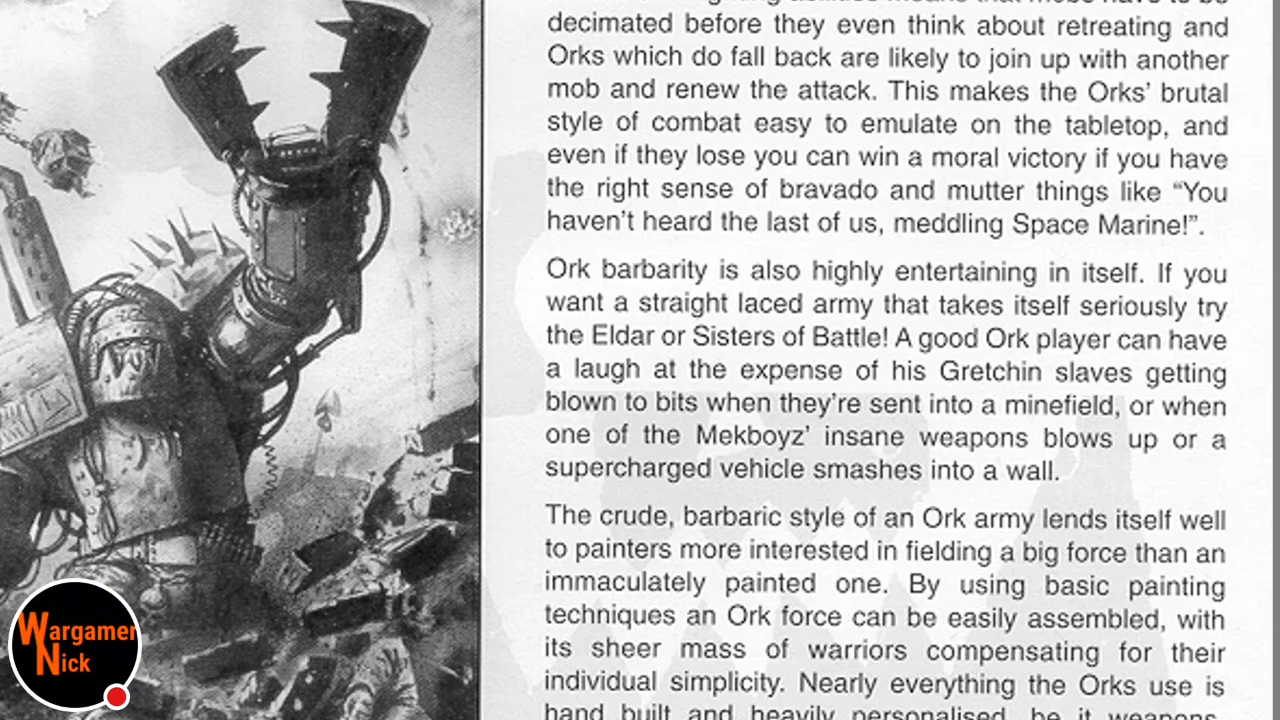 decimated before they even think about retreating and
Orks which do fall back are likely to join up with another
mob and renew the attack. This makes the Orks’ brutal
style of combat easy to emulate on the tabletop, and
even if they lose you can win a moral victory if you have
the right sense of bravado and mutter things like “You
haven’t heard the last of us, meddling Space Marine!”.
Ork barbarity is also highly entertaining in itself. If you
want a straight laced army that takes itself seriously try
the Eldar or Sisters of Battle! A good Ork player can have
a laugh at the expense of his Gretchin slaves getting
blown to bits when they’re sent into a minefield, or when
one of the Mekboyz’ insane weapons blows up or a
supercharged vehicle smashes into a wall.
The crude, barbaric style of an Ork army lends itself well
to painters more interested in fielding a big force than an
immaculately painted one. By using basic painting
techniques an Ork force can be easily assembled, with
its sheer mass of warriors compensating for their
individual simplicity. Nearly everything the Orks use is
hand built and heavily personalised, be it weapons,
Wargamer
Nick